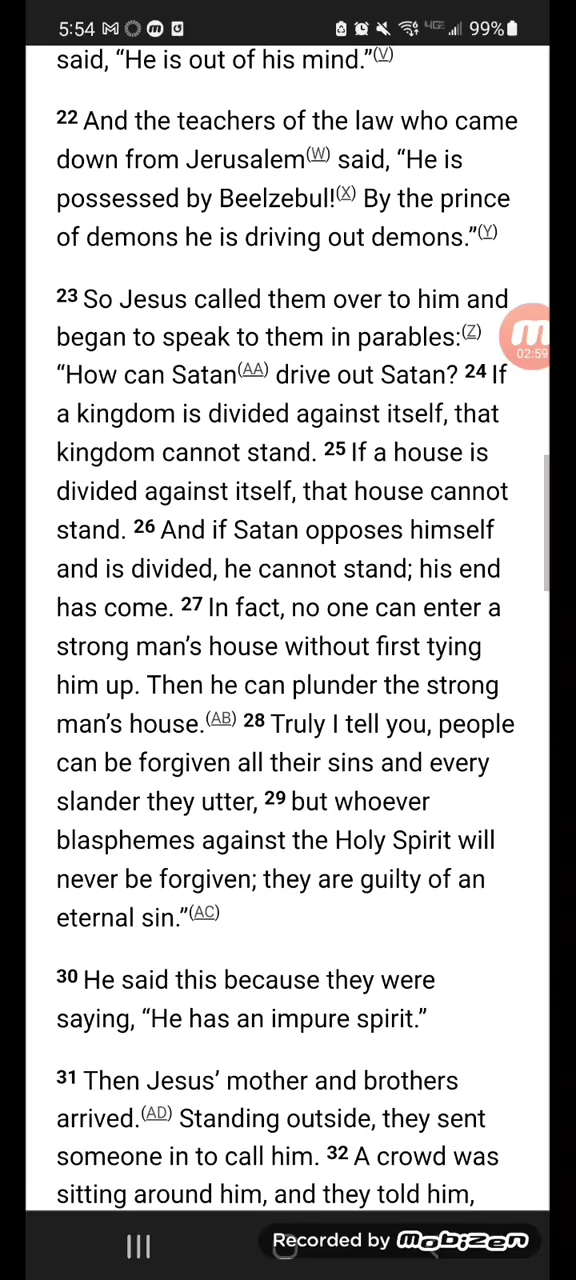 5:54 4GE 99%
said, “He is out of his mind.”(V)
22 And the teachers of the law who came
down from Jerusalem(W) said, “He is
possessed by Beelzebul!(X) By the prince
of demons he is driving out demons.”(Y)
23 So Jesus called them over to him and
began to speak to them in parables:(Z)
02:59
“How can Satan(AA) drive out Satan? 24 If
a kingdom is divided against itself, that
kingdom cannot stand. 25 If a house is
divided against itself, that house cannot
stand. 26 And if Satan opposes himself
and is divided, he cannot stand; his end
has come. 27 In fact, no one can enter a
strong man’s house without first tying
him up. Then he can plunder the strong
man’s house.(AB) 28 Truly I tell you, people
can be forgiven all their sins and every
slander they utter, 29 but whoever
blasphemes against the Holy Spirit will
never be forgiven; they are guilty of an
eternal sin.”(AC)
30 He said this because they were
saying, “He has an impure spirit.”
31 Then Jesus’ mother and brothers
arrived.(AD) Standing outside, they sent
someone in to call him. 32 A crowd was
sitting around him, and they told him,
Recorded by mobizen